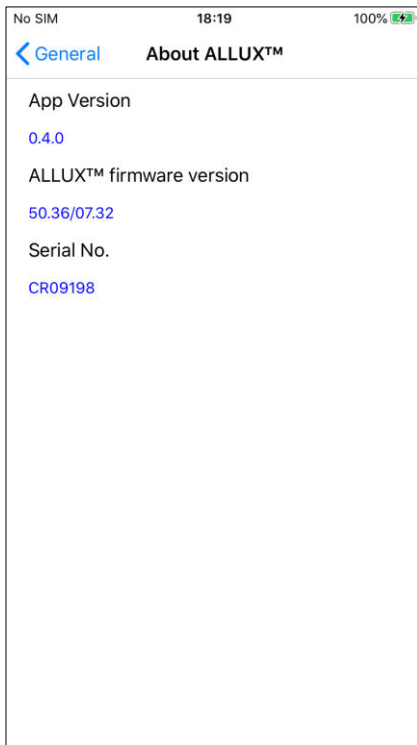 No SIM 18:19 100%
General About ALLUX™
App Version
0.4.0
ALLUX™ firmware version
50.36/07.32
Serial No.
CR09198